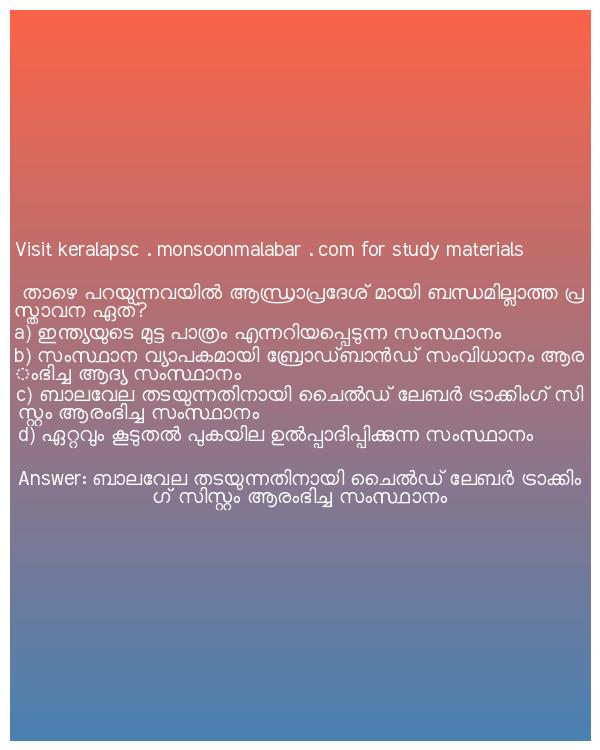 Visit keralapsc . monsoonmalabar . com for study materials
താഴെ പറയുന്നവയിൽ ആന്ധ്രാപ്രദേശ് മായി ബന്ധമില്ലാത്ത പ്ര
സ്താവന ഏത്?
a) ഇന്ത്യയുടെ മുട്ട പാത്രം എന്നറിയപ്പെടുന്ന സംസ്ഥാനം
b) സംസ്ഥാന വ്യാപകമായി ബ്രോഡ്ബാൻഡ് സംവിധാനം ആര
ംഭിച്ച ആദ്യ സംസ്ഥാനം
c) ബാലവേല തടയുന്നതിനായി ചൈൽഡ് ലേബർ ട്രാക്കിംഗ് സി
സ്റ്റം ആരംഭിച്ച സംസ്ഥാനം
d) ഏറ്റവും കൂടുതൽ പുകയില ഉൽപ്പാദിപ്പിക്കുന്ന സംസ്ഥാനം
Answer: ബാലവേല തടയുന്നതിനായി ചൈൽഡ് ലേബർ ട്രാക്കിം
ഗ് സിസ്റ്റം ആരംഭിച്ച സംസ്ഥാനം